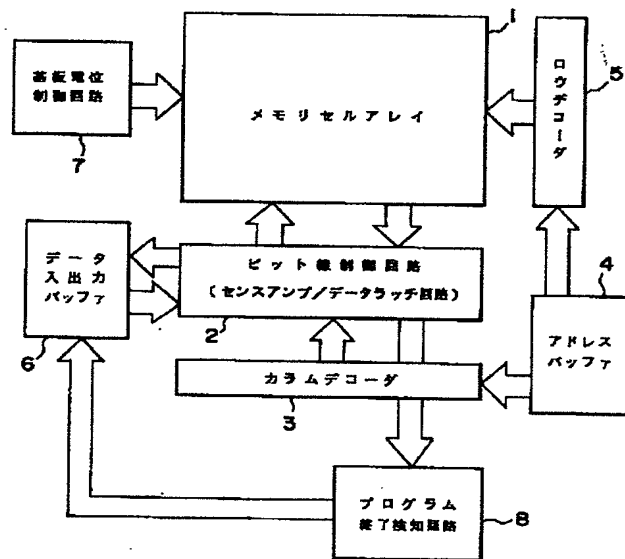 1
基板電位
制御回路
7
メモリセルアレイ
ロウデコーダ
5
データ
入出力
バッファ
6
ビット線制御回路
(センスアンプ/データラッチ回路)
2
4
アドレス
バッファ
カラムデコーダ
3
プログラム
終了検知回路
8